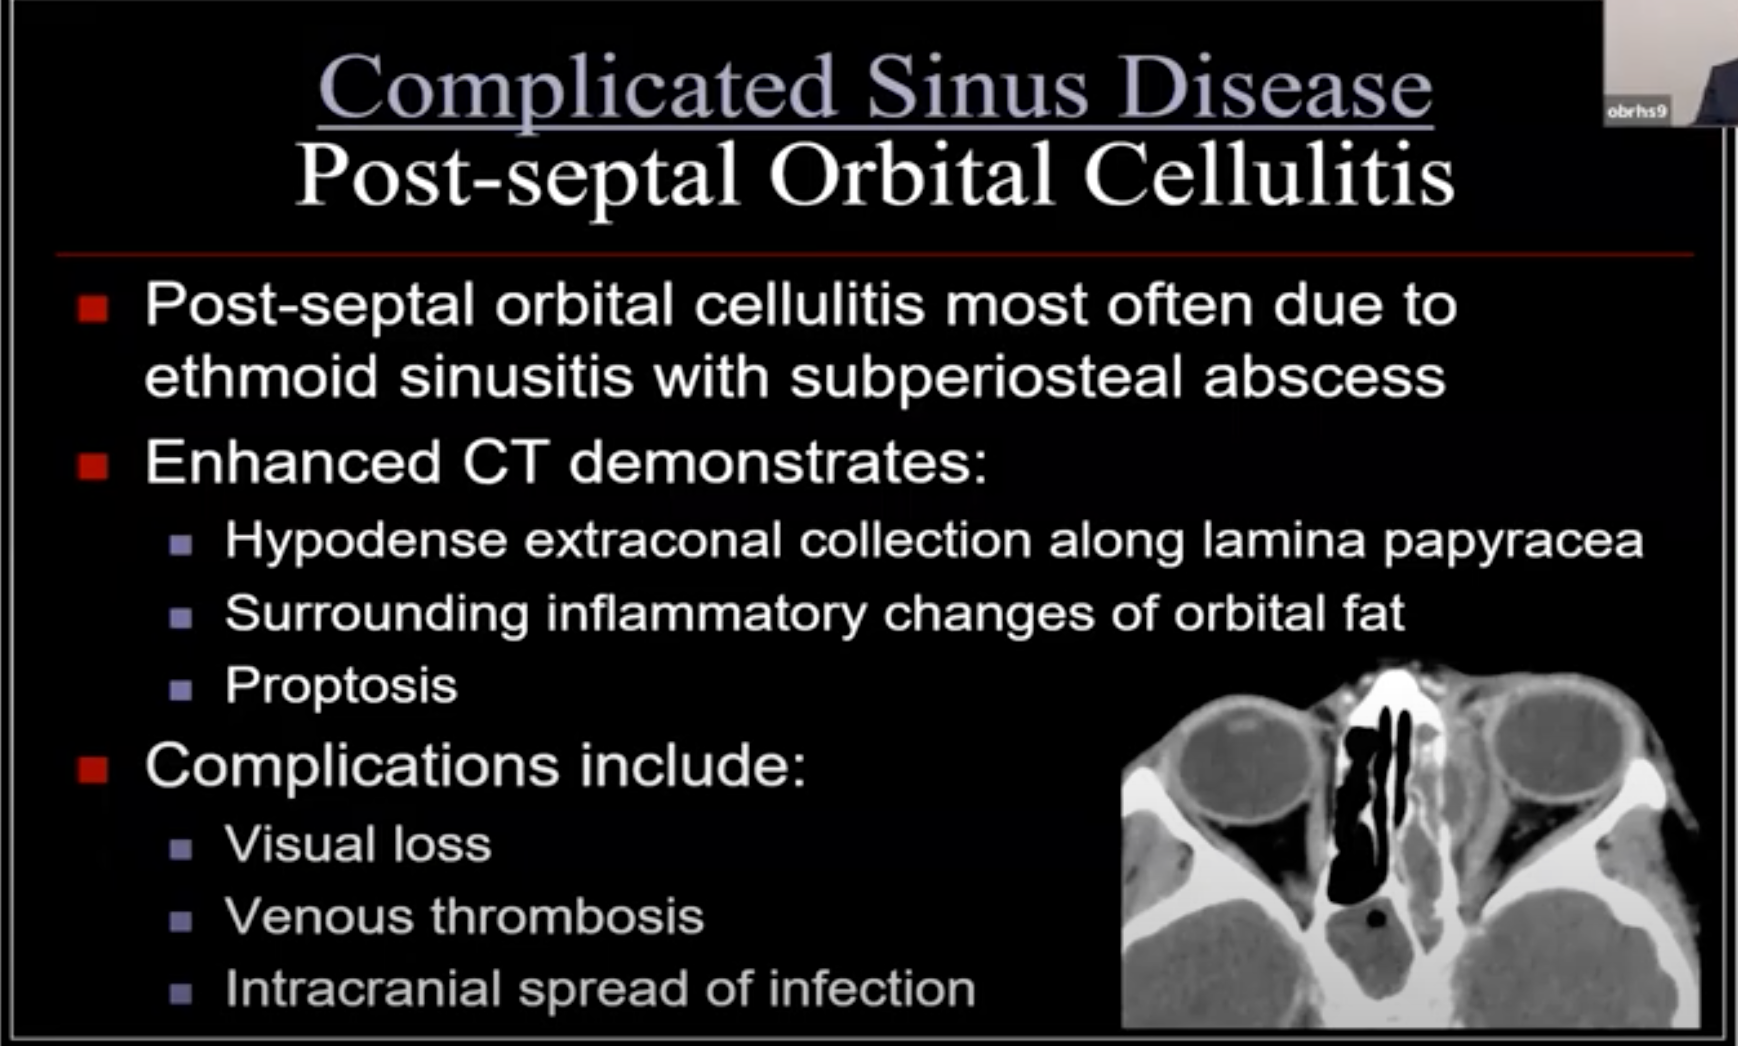 Complicated Sinus Disease
obrhs9
Post-septal Orbital Cellulitis
Post-septal orbital cellulitis most often due to
ethmoid sinusitis with subperiosteal abscess
Enhanced CT demonstrates:
Hypodense extraconal collection along lamina papyracea
Surrounding inflammatory changes of orbital fat
Proptosis
Complications include:
Visual loss
Venous thrombosis
Intracranial spread of infection